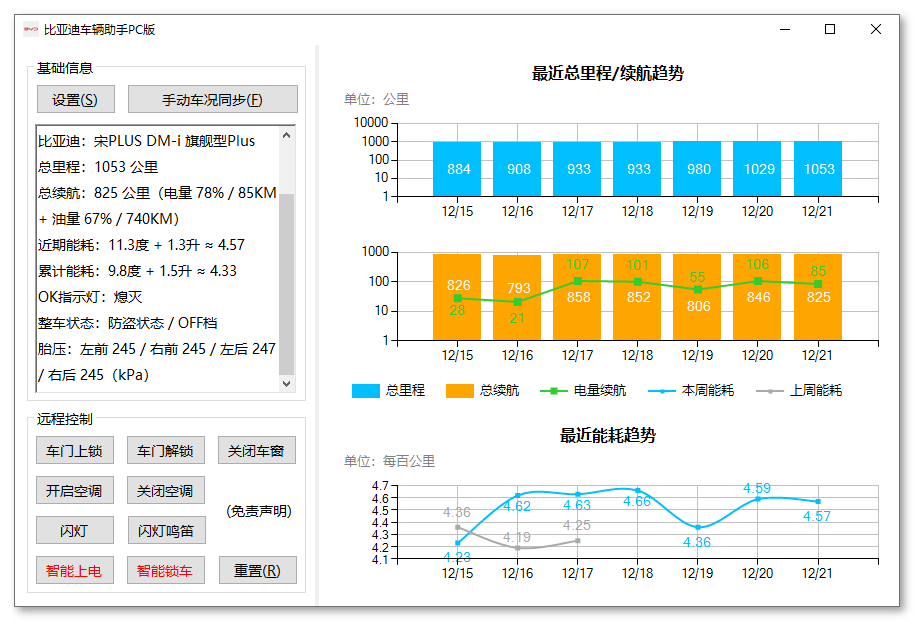 BYD 比亚迪车辆助手PC版
基础信息
设置(S) 手动车况同步(F)
比亚迪：宋PLUS DM-i 旗舰型Plus
总里程：1053 公里
总续航：825 公里（电量 78% / 85KM
+ 油量 67% / 740KM）
近期能耗：11.3度 + 1.3升 ≈ 4.57
累计能耗：9.8度 + 1.5升 ≈ 4.33
OK指示灯：熄灭
整车状态：防盗状态 / OFF档
胎压：左前 245 / 右前 245 / 左后 247
/ 右后 245（kPa）
远程控制
车门上锁 车门解锁 关闭车窗
开启空调 关闭空调
(免责声明)
闪灯 闪灯鸣笛
智能上电 智能锁车 重置(R)
最近总里程/续航趋势
单位：公里
10000
1000
100
10
1
884 908 933 933 980 1029 1053
12/15 12/16 12/17 12/18 12/19 12/20 12/21
1000
100
10
1
107 101 55 106 85
826 793 858 852 806 846 825
28 21
12/15 12/16 12/17 12/18 12/19 12/20 12/21
总里程 总续航 电量续航 本周能耗 上周能耗
最近能耗趋势
单位：每百公里
4.7
4.6
4.5
4.4
4.3
4.2
4.1
4.23 4.62 4.63 4.66 4.36 4.59 4.57
4.36 4.19 4.25
12/15 12/16 12/17 12/18 12/19 12/20 12/21